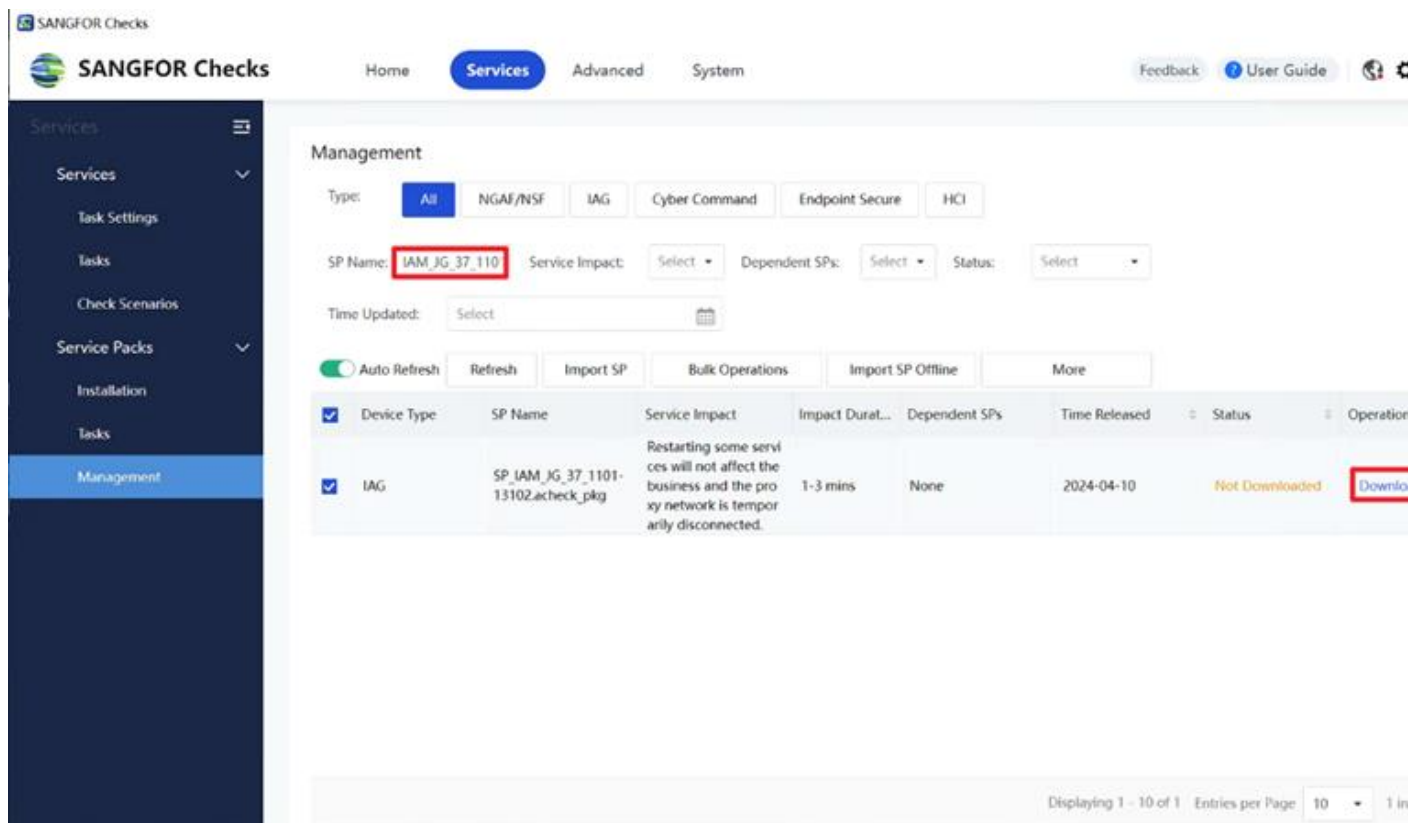 SANGFOR Checks
SANGFOR Checks
Home
Services
Advanced
System
Feedback
User Guide
Services
Services
Task Settings
Tasks
Check Scenarios
Service Packs
Installation
Tasks
Management
Management
Type:
All
NGAF/NSF
IAG
Cyber Command
Endpoint Secure
HCI
SP Name:
IAM_JG_37_110
Service Impact:
Select
Dependent SPs:
Select
Status:
Select
Time Updated:
Select
Auto Refresh
Refresh
Import SP
Bulk Operations
Import SP Offline
More
Device Type
SP Name
Service Impact
Impact Durat...
Dependent SPs
Time Released
Status
Operation
IAG
SP_IAM_JG_37_1101-
13102.acheck_pkg
Restarting some servi
ces will not affect the
business and the pro
xy network is tempor
arily disconnected.
1-3 mins
None
2024-04-10
Not Downloaded
Downlo
Displaying 1 - 10 of 1
Entries per Page
10
1 in